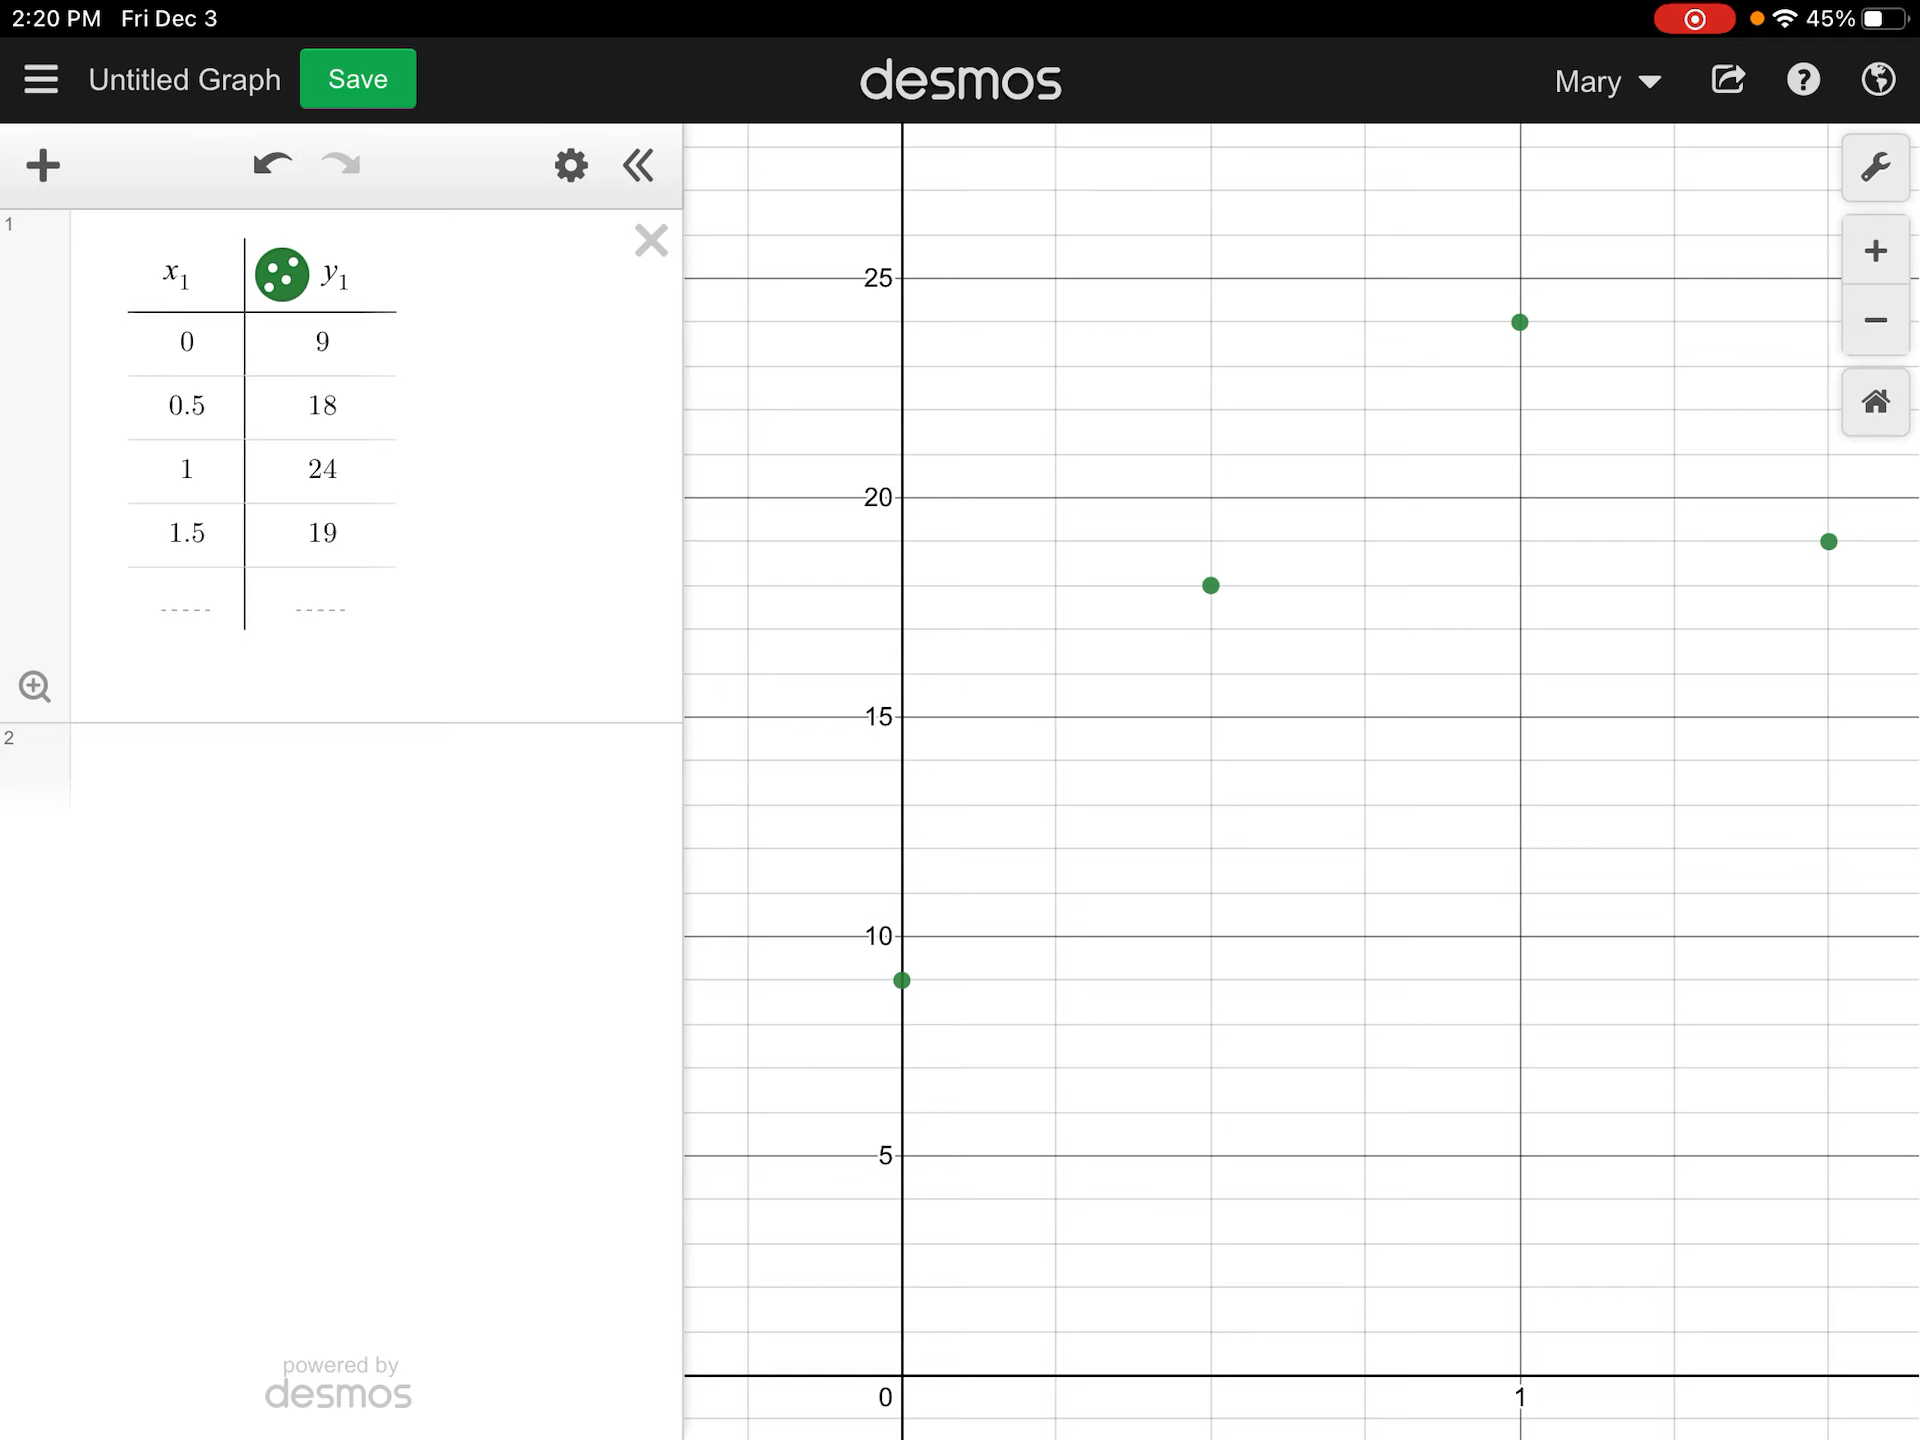 2:20 PM Fri Dec 3
45%
Untitled Graph Save desmos Mary
1
x₁ y₁
0 9
0.5 18
1 24
1.5 19
2
powered by
desmos
25
20
15
10
5
0 1